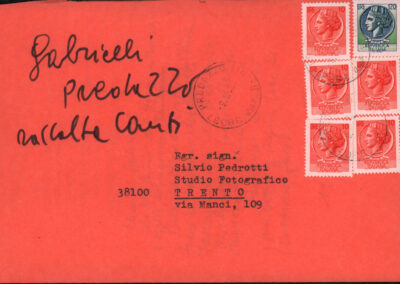 Gabrielli
Predazzo
raccolta Canti
Egr. sign.
Silvio Pedrotti
Studio Fotografico
38100 TRENTO
via Manci, 109